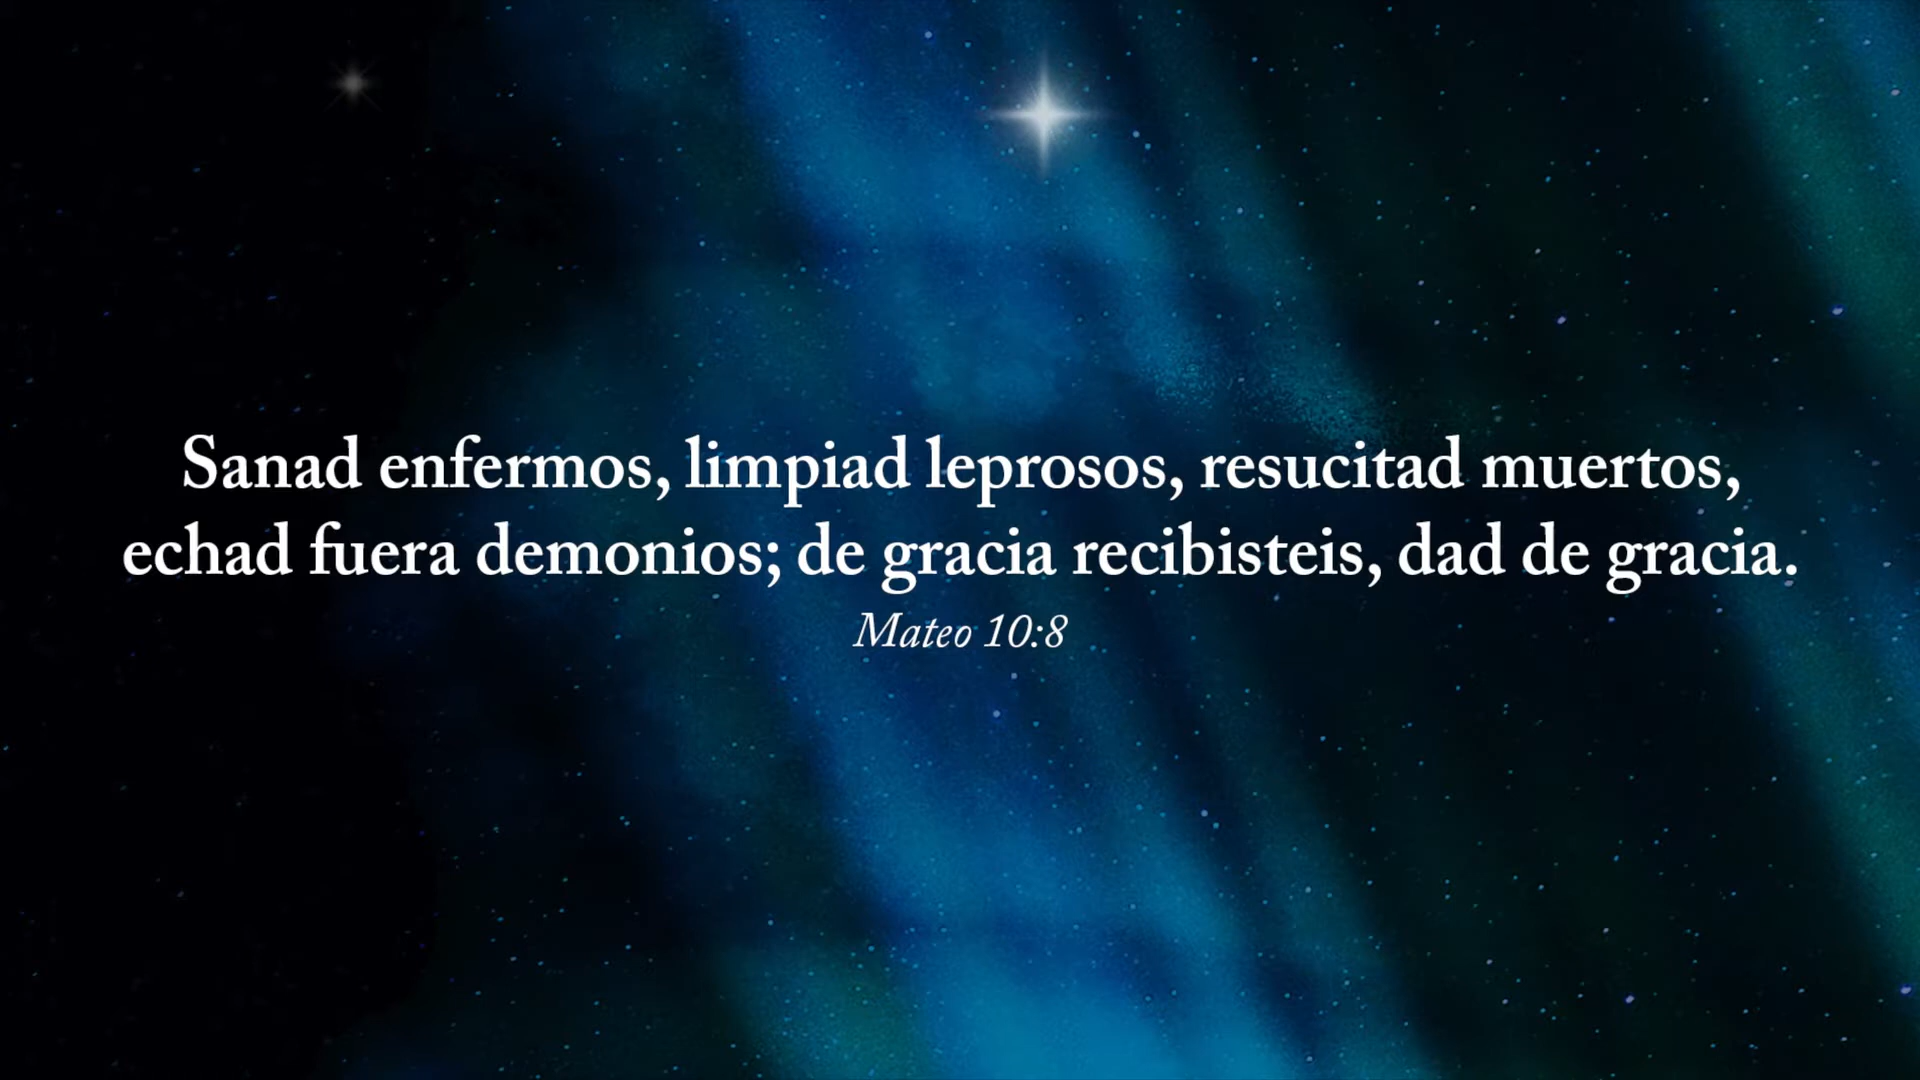 Sanad enfermos, limpiad leprosos, resucitad muertos,
echad fuera demonios; de gracia recibisteis, dad de gracia.
Mateo 10:8